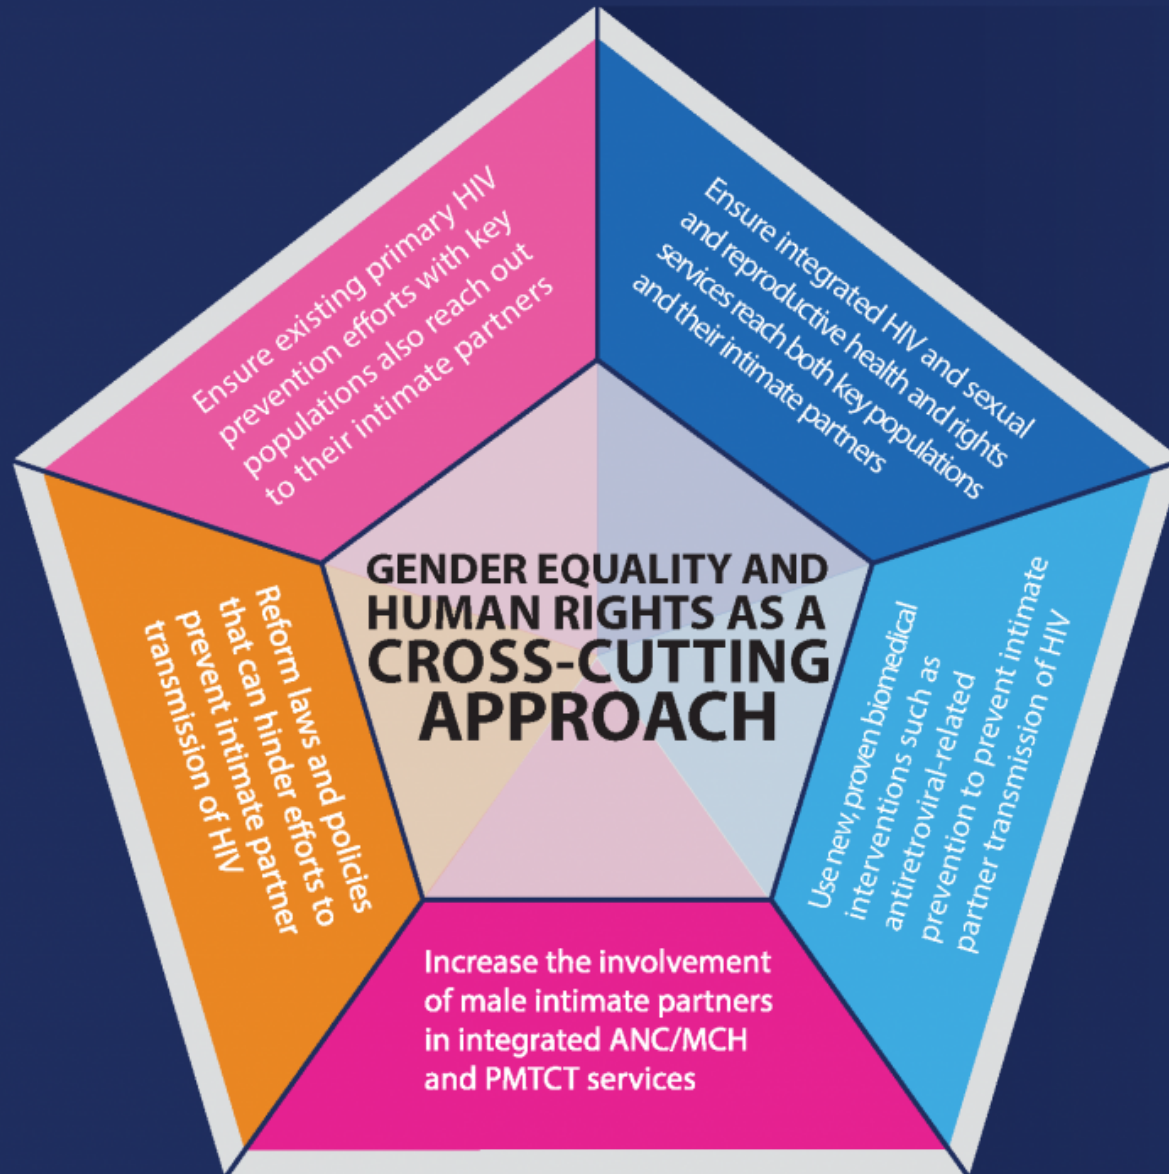 Ensure existing primary HIV
prevention efforts with key
populations also reach out
to their intimate partners
Ensure integrated HIV and sexual
and reproductive health and rights
services reach both key populations
and their intimate partners
GENDER EQUALITY AND
HUMAN RIGHTS AS A
CROSS-CUTTING
APPROACH
Reform laws and policies
that can hinder efforts to
prevent intimate partner
transmission of HIV
Use new, proven biomedical
interventions such as
antiretroviral-related
prevention to prevent intimate
partner transmission of HIV
Increase the involvement
of male intimate partners
in integrated ANC/MCH
and PMTCT services